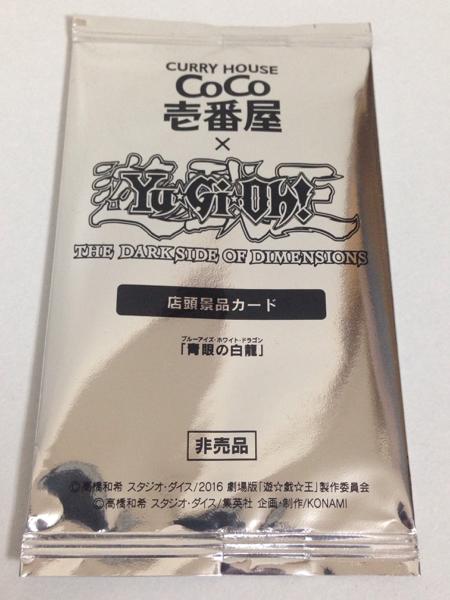 CURRY HOUSE
CoCo
壱番屋
×
遊戯王
Yu-Gi-Oh!
THE DARKSIDE OF DIMENSIONS
店頭景品カード
ブルーアイズ・ホワイト・ドラゴン
「青眼の白龍」
非売品
©高橋和希 スタジオ・ダイス/2016 劇場版「遊☆戯☆王」製作委員会
©高橋和希 スタジオ・ダイス/集英社 企画・制作/KONAMI